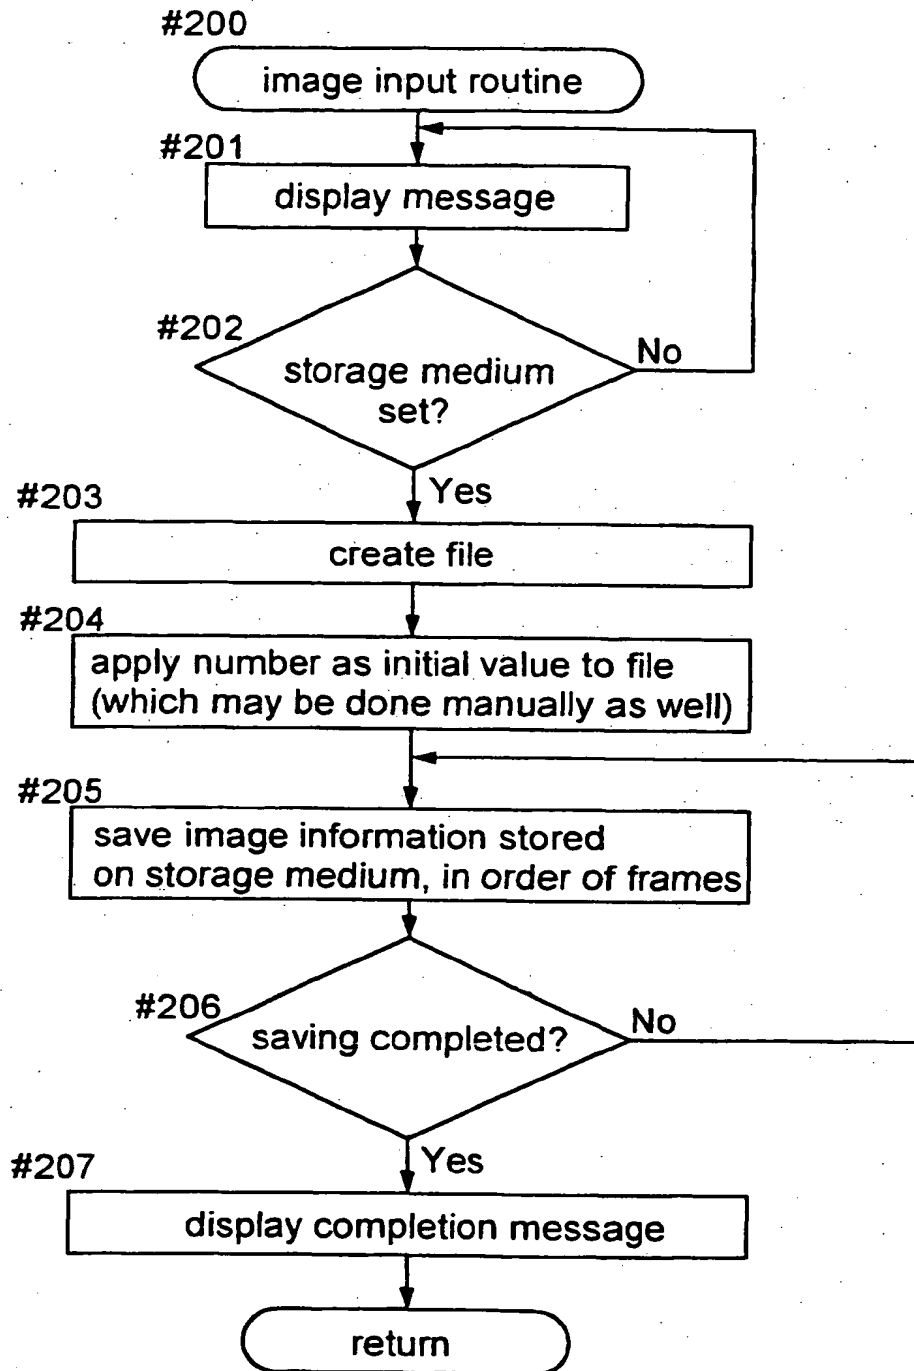 #200
image input routine
#201
display message
#202
storage medium
set?
No
Yes
#203
create file
#204
apply number as initial value to file
(which may be done manually as well)
#205
save image information stored
on storage medium, in order of frames
#206
saving completed?
No
Yes
#207
display completion message
return